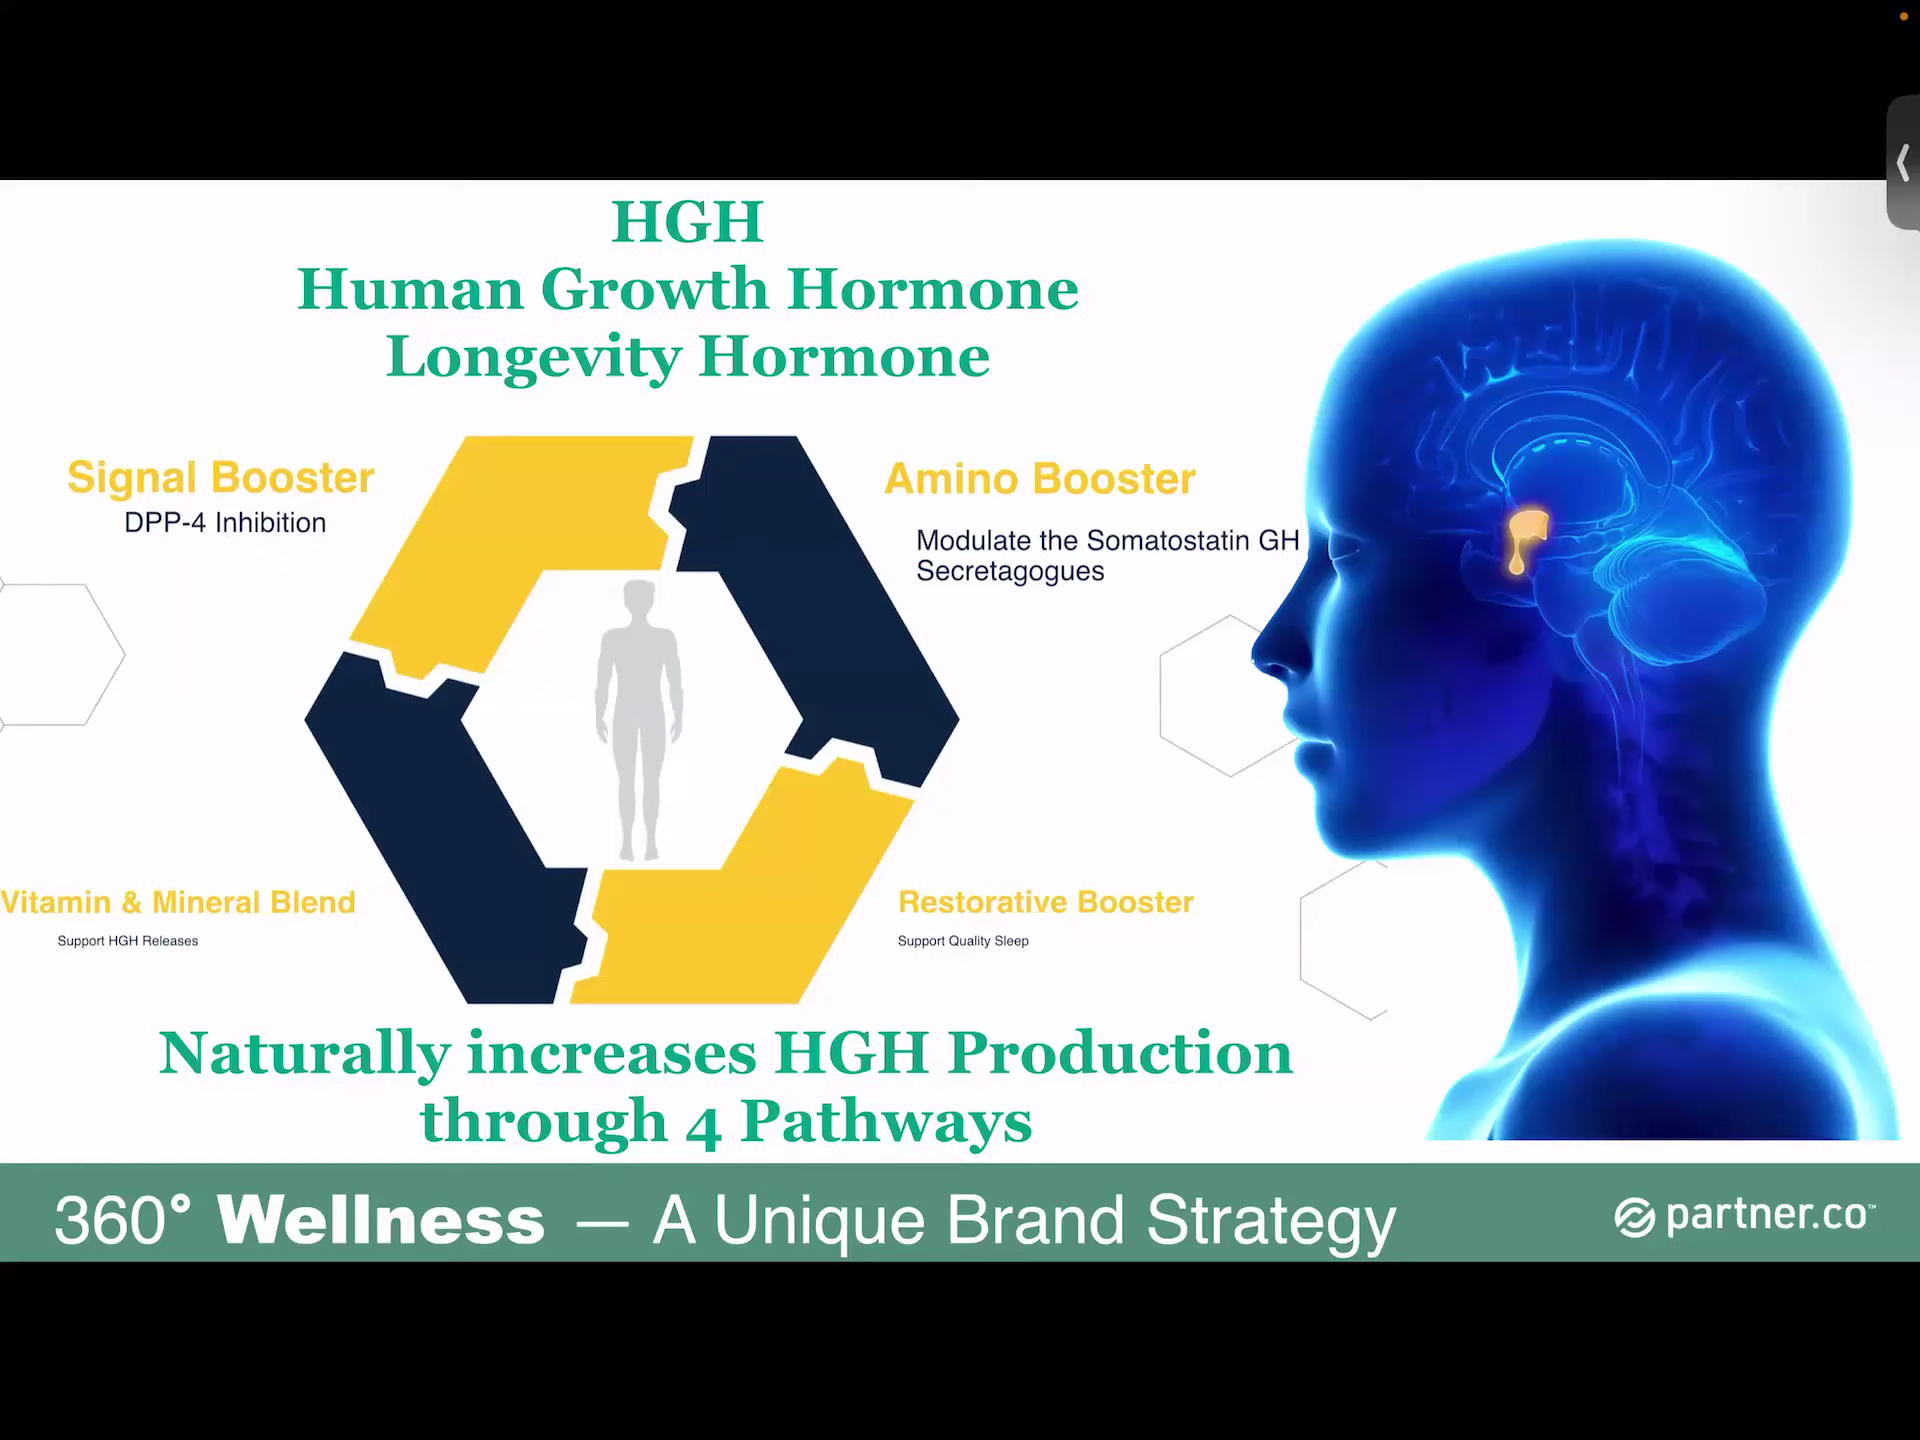 HGH
Human Growth Hormone
Longevity Hormone
Signal Booster
DPP-4 Inhibition
Amino Booster
Modulate the Somatostatin GH
Secretagogues
Vitamin & Mineral Blend
Support HGH Releases
Restorative Booster
Support Quality Sleep
Naturally increases HGH Production
through 4 Pathways
360° Wellness — A Unique Brand Strategy
partner.co™